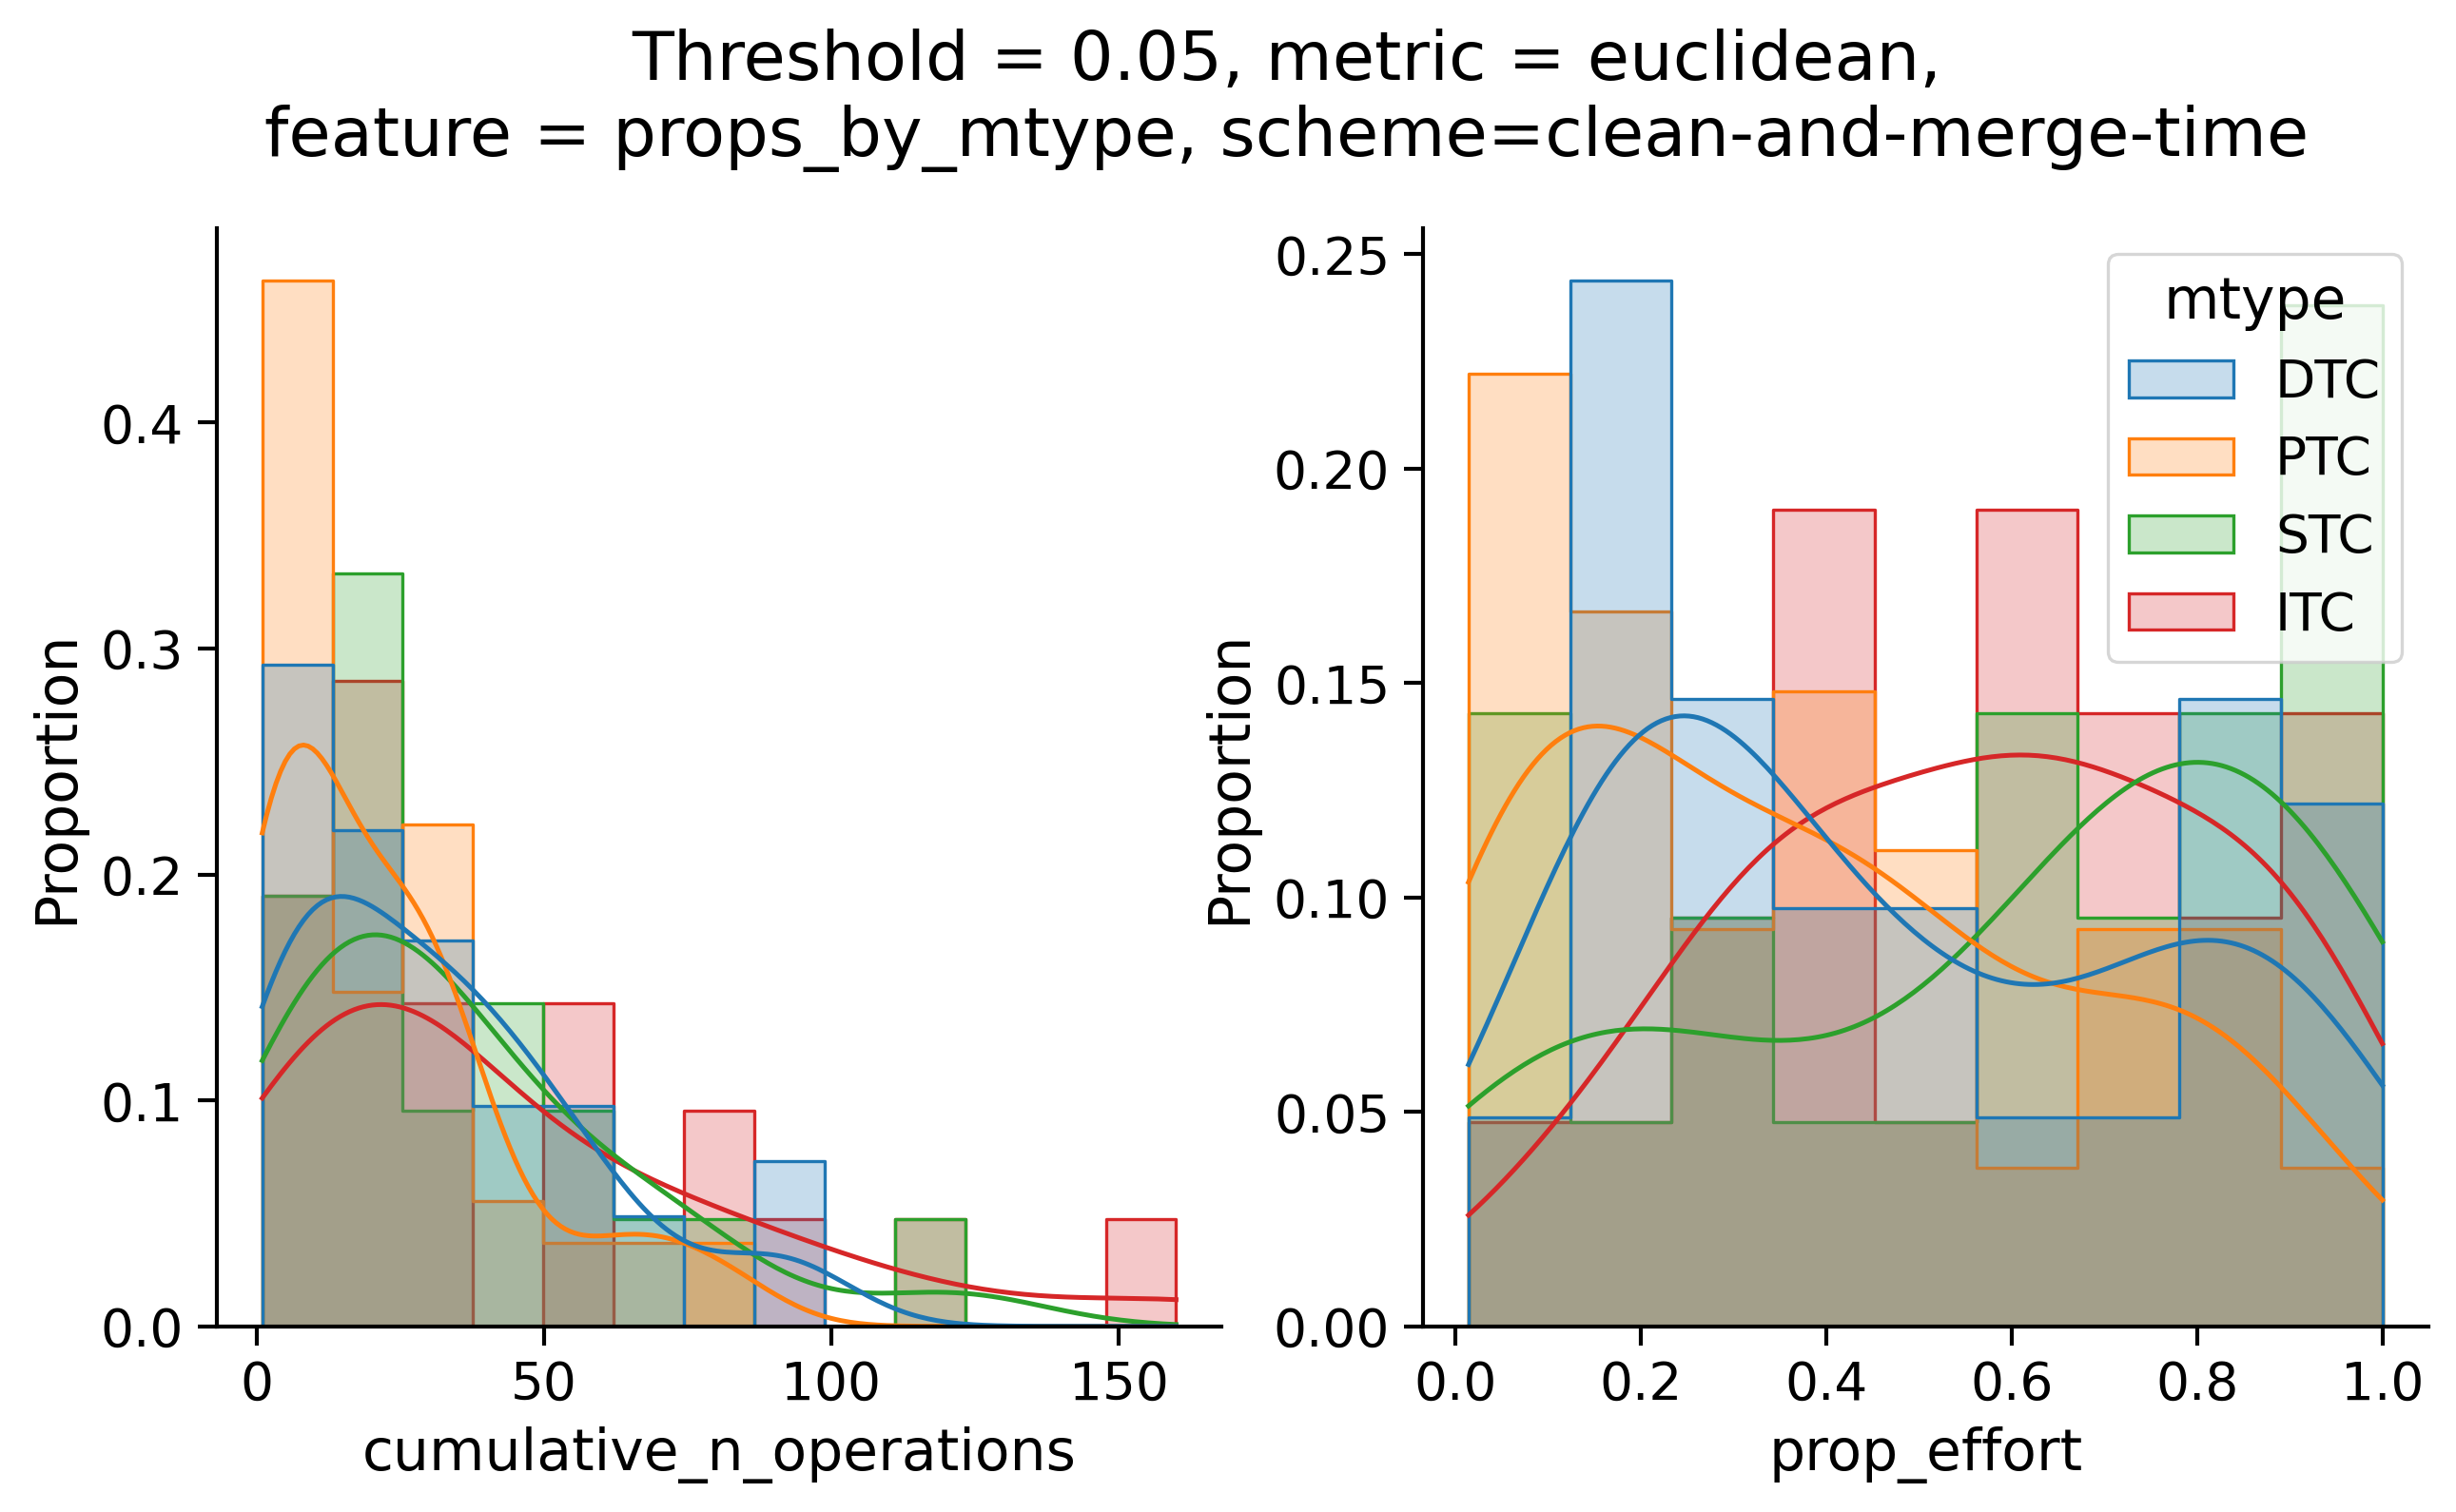 Threshold = 0.05, metric = euclidean,
feature = props_by_mtype, scheme=clean-and-merge-time
Proportion
0.4
0.3
0.2
0.1
0.0
0
50
100
150
cumulative_n_operations
Proportion
0.25
0.20
0.15
0.10
0.05
0.00
0.0
0.2
0.4
0.6
0.8
1.0
prop_effort
mtype
DTC
PTC
STC
ITC